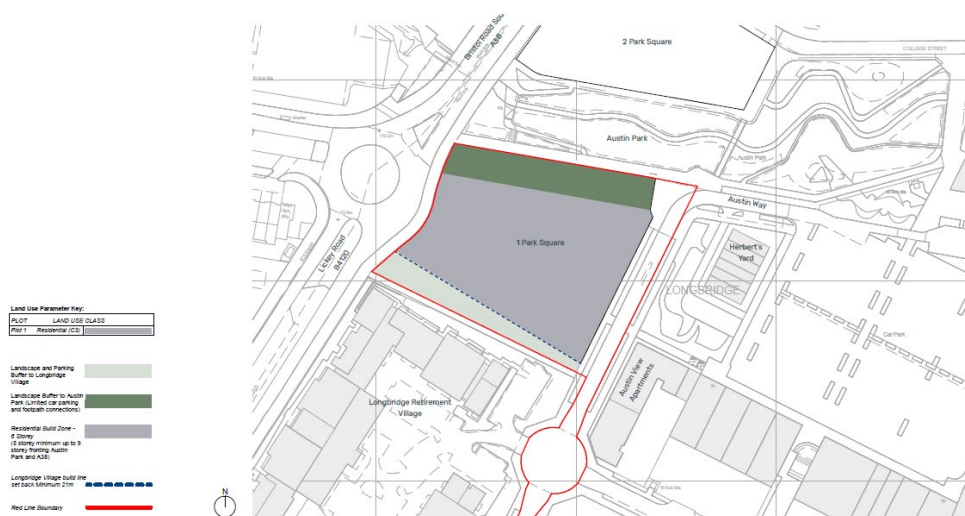 Bristol Road Sou
A38
2 Park Square
COLLEGE STREET
Austin Park
Austin Park
1 Park Square
Austin Way
Lickey Road
B4120
Herbert's
Yard
LONGBRIDGE
Car Park
Austin View
Apartments
Longbridge Retirement
Village
Land Use Parameter Key:
PLOT LAND USE CLASS
Plot 1 Residential (C3)
Landscape and Parking
Buffer to Longbridge
Village
Landscape Buffer to Austin
Park (Limited car parking
and footpath connections)
Residential Build Zone -
6 Storey
(5 storey minimum up to 9
storey fronting Austin
Park and A38)
Longbridge Village build line
set back Minimum 21m
Red Line Boundary
N